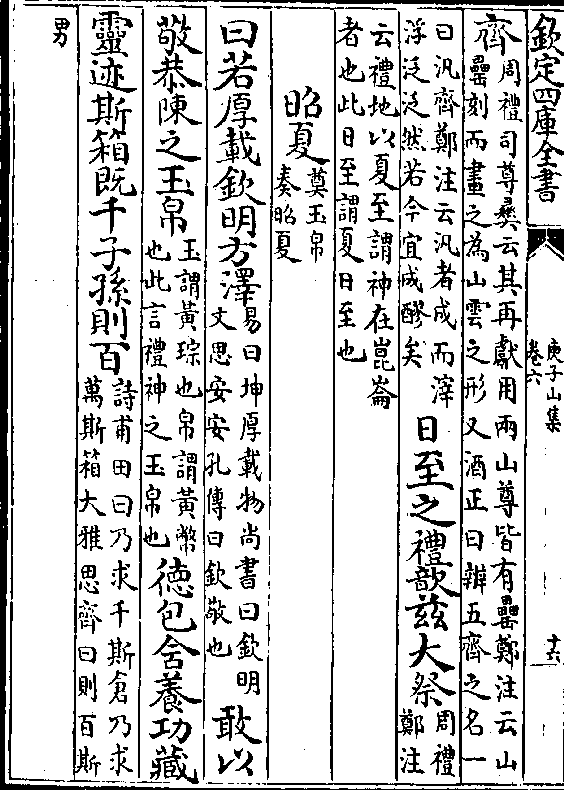 欽定四庫全書
庾子山集
卷六
十六
齊
周禮司尊彝云其再獻用兩山尊皆有罍鄭注云山
罍刻而畫之為山雲之形又酒正曰辨五齊之名一
曰汎齊鄭注云汎者成而滓
浮泛泛然若今宜成醪矣
日至之禮歆兹大祭
周禮
鄭注
云禮地以夏至謂神在崑崙
者也此日至謂夏日至也
昭夏
奠玉帛
奏昭夏
曰若厚載欽明方澤
易曰坤厚載物尚書曰欽明
文思安安孔傳曰欽敬也
敢以
敬恭陳之玉帛
玉謂黄琮也帛謂黄幣
也此言禮神之玉帛也
徳包含養功藏
靈迹斯箱既千子孫則百
詩甫田曰乃求千斯倉乃求
萬斯箱大雅思齊曰則百斯
男